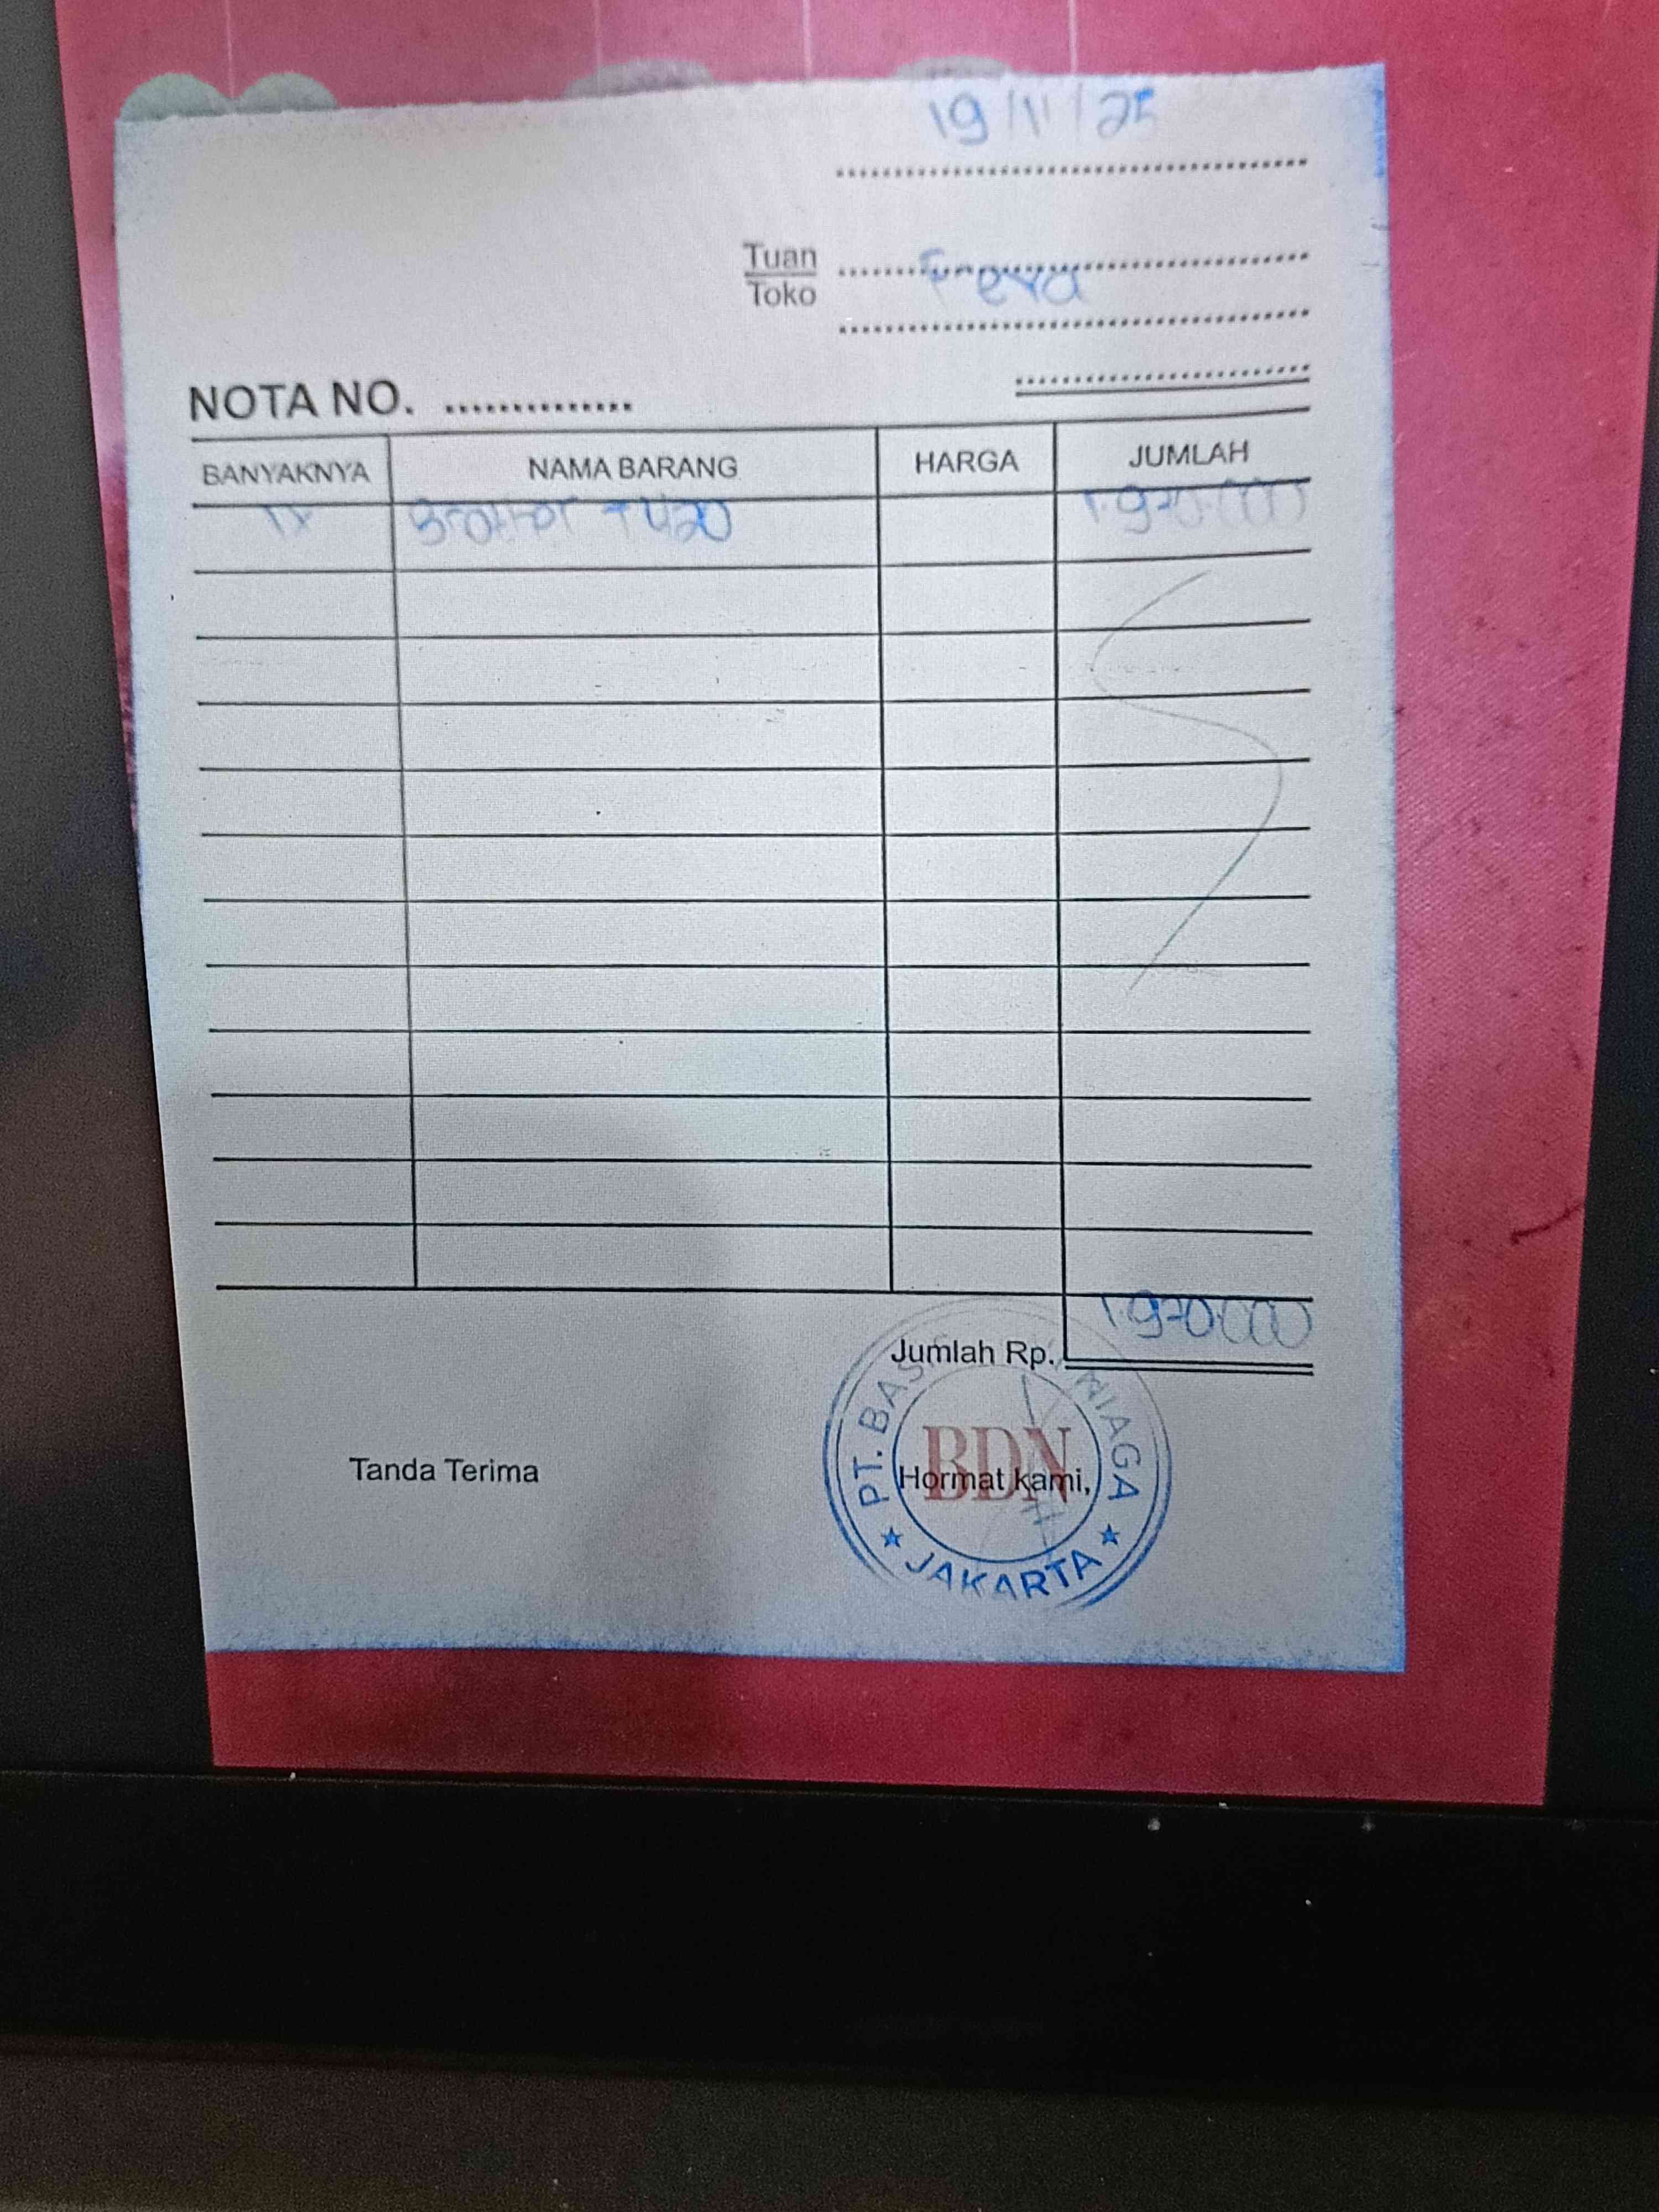 19/11/25
Tuan
Toko
NOTA NO.
BANYAKNYA NAMA BARANG HARGA JUMLAH
1x Brother T420 1.970.000
Jumlah Rp. 1.970.000
Tanda Terima
Hormat kami,
PT. BAS NIAGA
BDN
JAKARTA